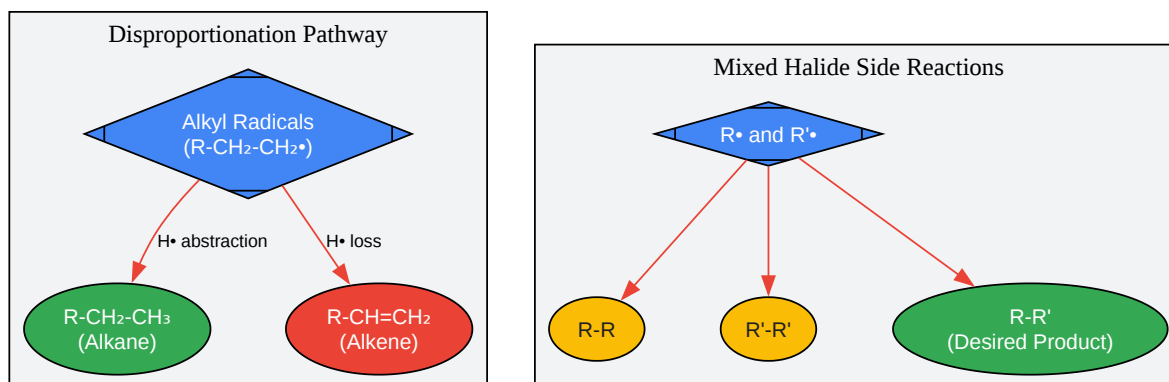 Disproportionation Pathway
Alkyl Radicals
(R-CH₂-CH₂•)
H• abstraction
H• loss
R-CH₂-CH₃
(Alkane)
R-CH=CH₂
(Alkene)
Mixed Halide Side Reactions
R• and R'•
R-R
R'-R'
R-R'
(Desired Product)